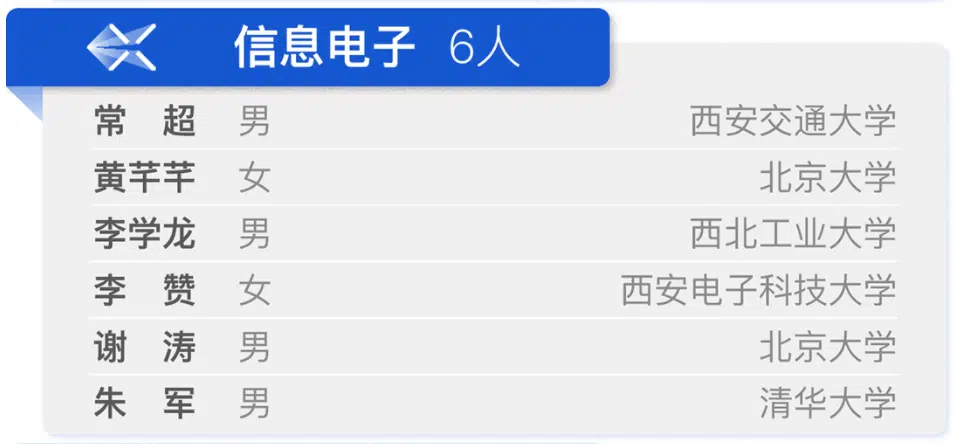 信息电子 6人
常 超 男 西安交通大学
黄芊芊 女 北京大学
李学龙 男 西北工业大学
李 赞 女 西安电子科技大学
谢 涛 男 北京大学
朱 军 男 清华大学